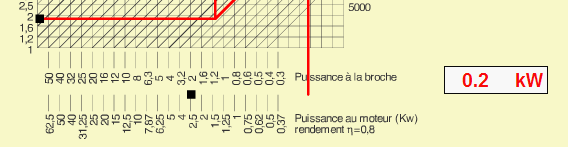 2,5
5000
2
1,6
1,2
1
50 40 32 25 20 16 12 10 8 6,3 5 4 3,2 2 1,6 1,2 1 0,8 0,6 0,5 0,4 0,3 Puissance à la broche
0.2 kW
62,5 50 40 31,25 25 20 15 12,5 10 7,87 6,25 5 4 2,5 2 1,5 1,25 1 0,75 0,62 0,5 0,37 Puissance au moteur (Kw)
rendement η=0,8